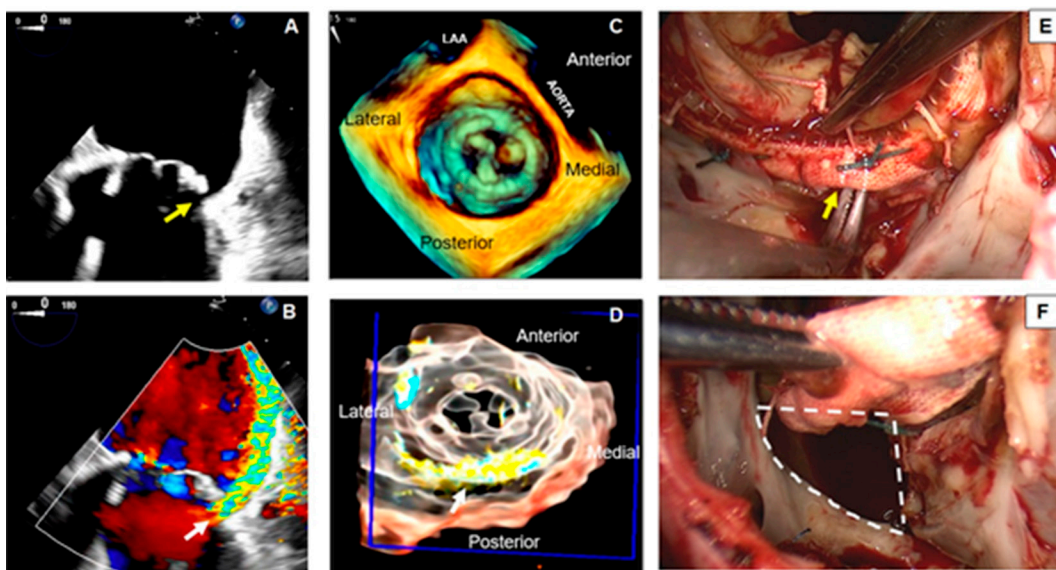 0 0 180
A
LAA
Anterior
AORTA
Lateral
Medial
Posterior
C
E
0 0 180
B
D
Anterior
Lateral
Medial
Posterior
F